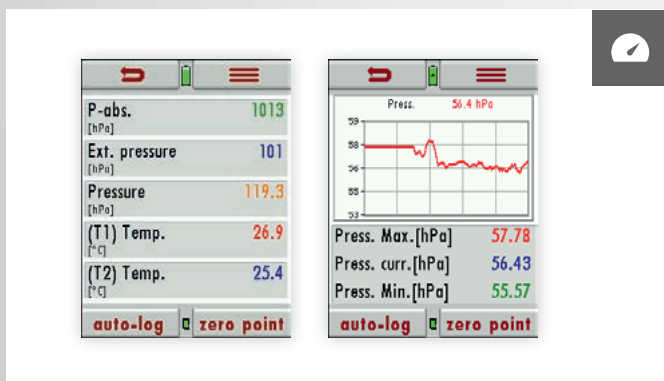 P-abs. 1013
[hPa]
Ext. pressure 101
[hPa]
Pressure 119.3
[hPa]
(T1) Temp. 26.9
[°C]
(T2) Temp. 25.4
[°C]
auto-log zero point
Press. 56.4 hPa
59
58
56
55
53
Press. Max.[hPa] 57.78
Press. curr.[hPa] 56.43
Press. Min.[hPa] 55.57
auto-log zero point